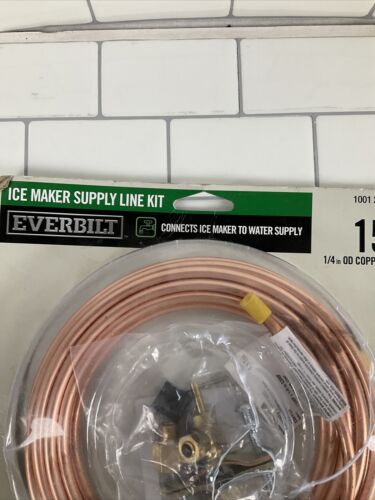 ICE MAKER SUPPLY LINE KIT
1001
EVERBILT
CONNECTS ICE MAKER TO WATER SUPPLY
15
1/4 in OD COPP